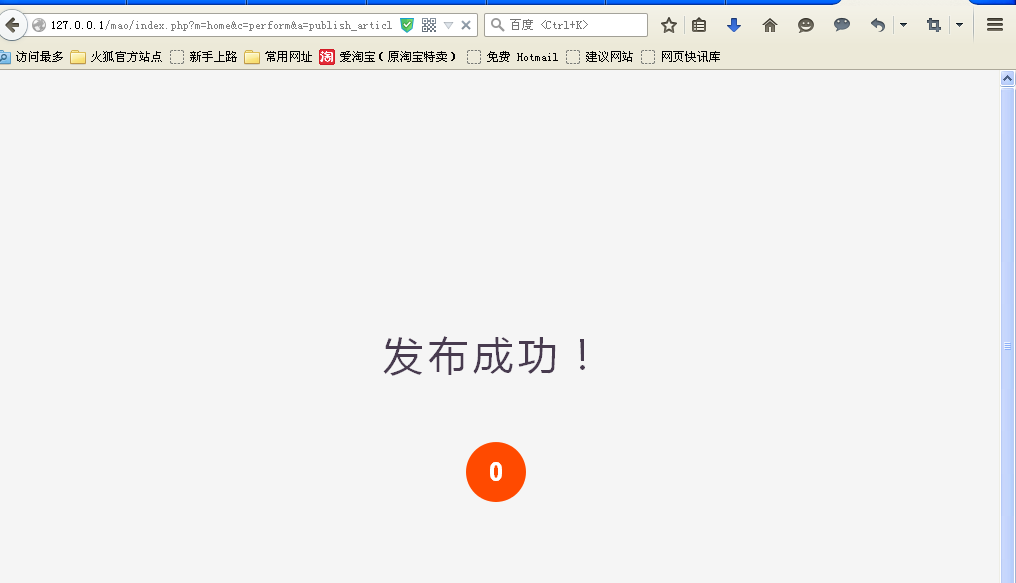 127.0.0.1/mao/index.php?m=home&c=perform&a=publish_articl 百度 <Ctrl+K>
访问最多 火狐官方站点 新手上路 常用网址 淘 爱淘宝（原淘宝特卖） 免费 Hotmail 建议网站 网页快讯库
发布成功！
0